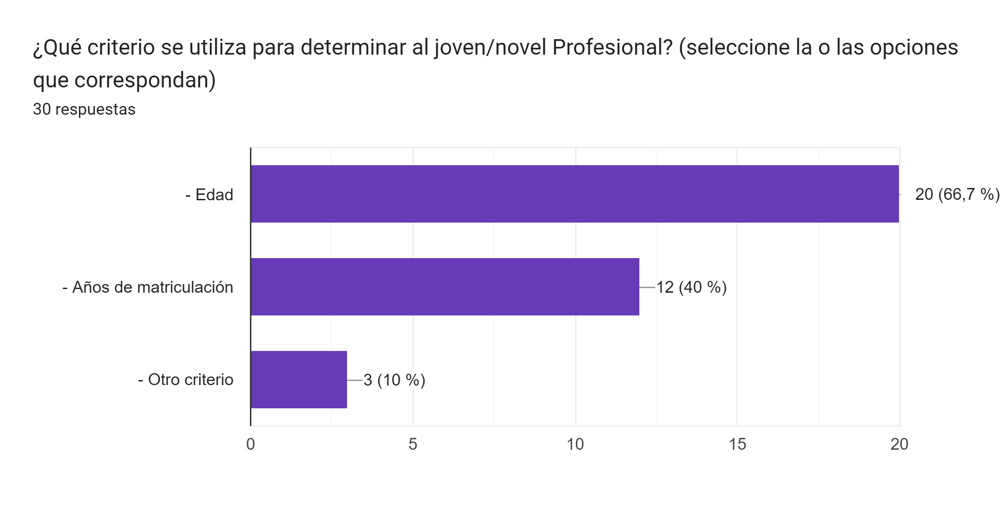 ¿Qué criterio se utiliza para determinar al joven/novel Profesional? (seleccione la o las opciones
que correspondan)
30 respuestas
- Edad
20 (66,7 %)
- Años de matriculación
12 (40 %)
- Otro criterio
3 (10 %)
0 5 10 15 20